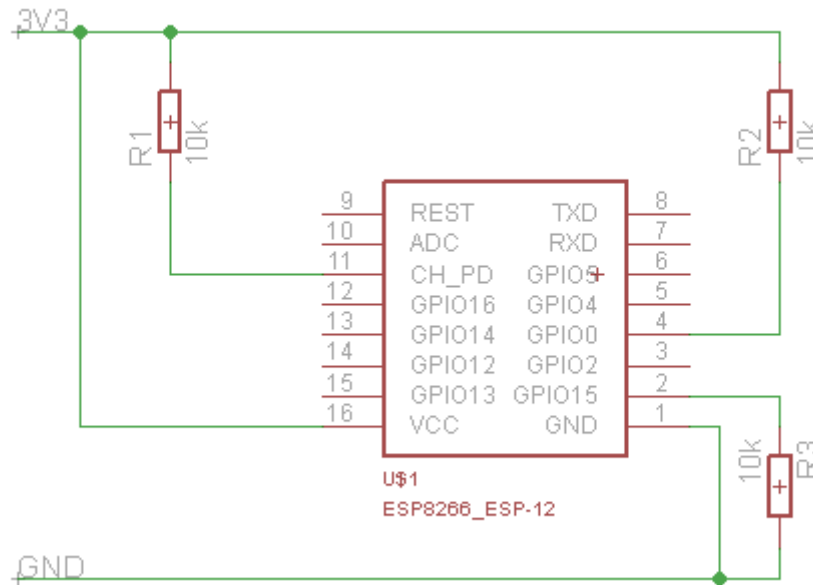 3V3
R1
10k
R2
10k
9 REST TXD 8
10 ADC RXD 7
11 CH_PD GPIO5 6
12 GPIO16 GPIO4 5
13 GPIO14 GPIO0 4
14 GPIO12 GPIO2 3
15 GPIO13 GPIO15 2
16 VCC GND 1
10k
R3
U$1
ESP8266_ESP-12
GND